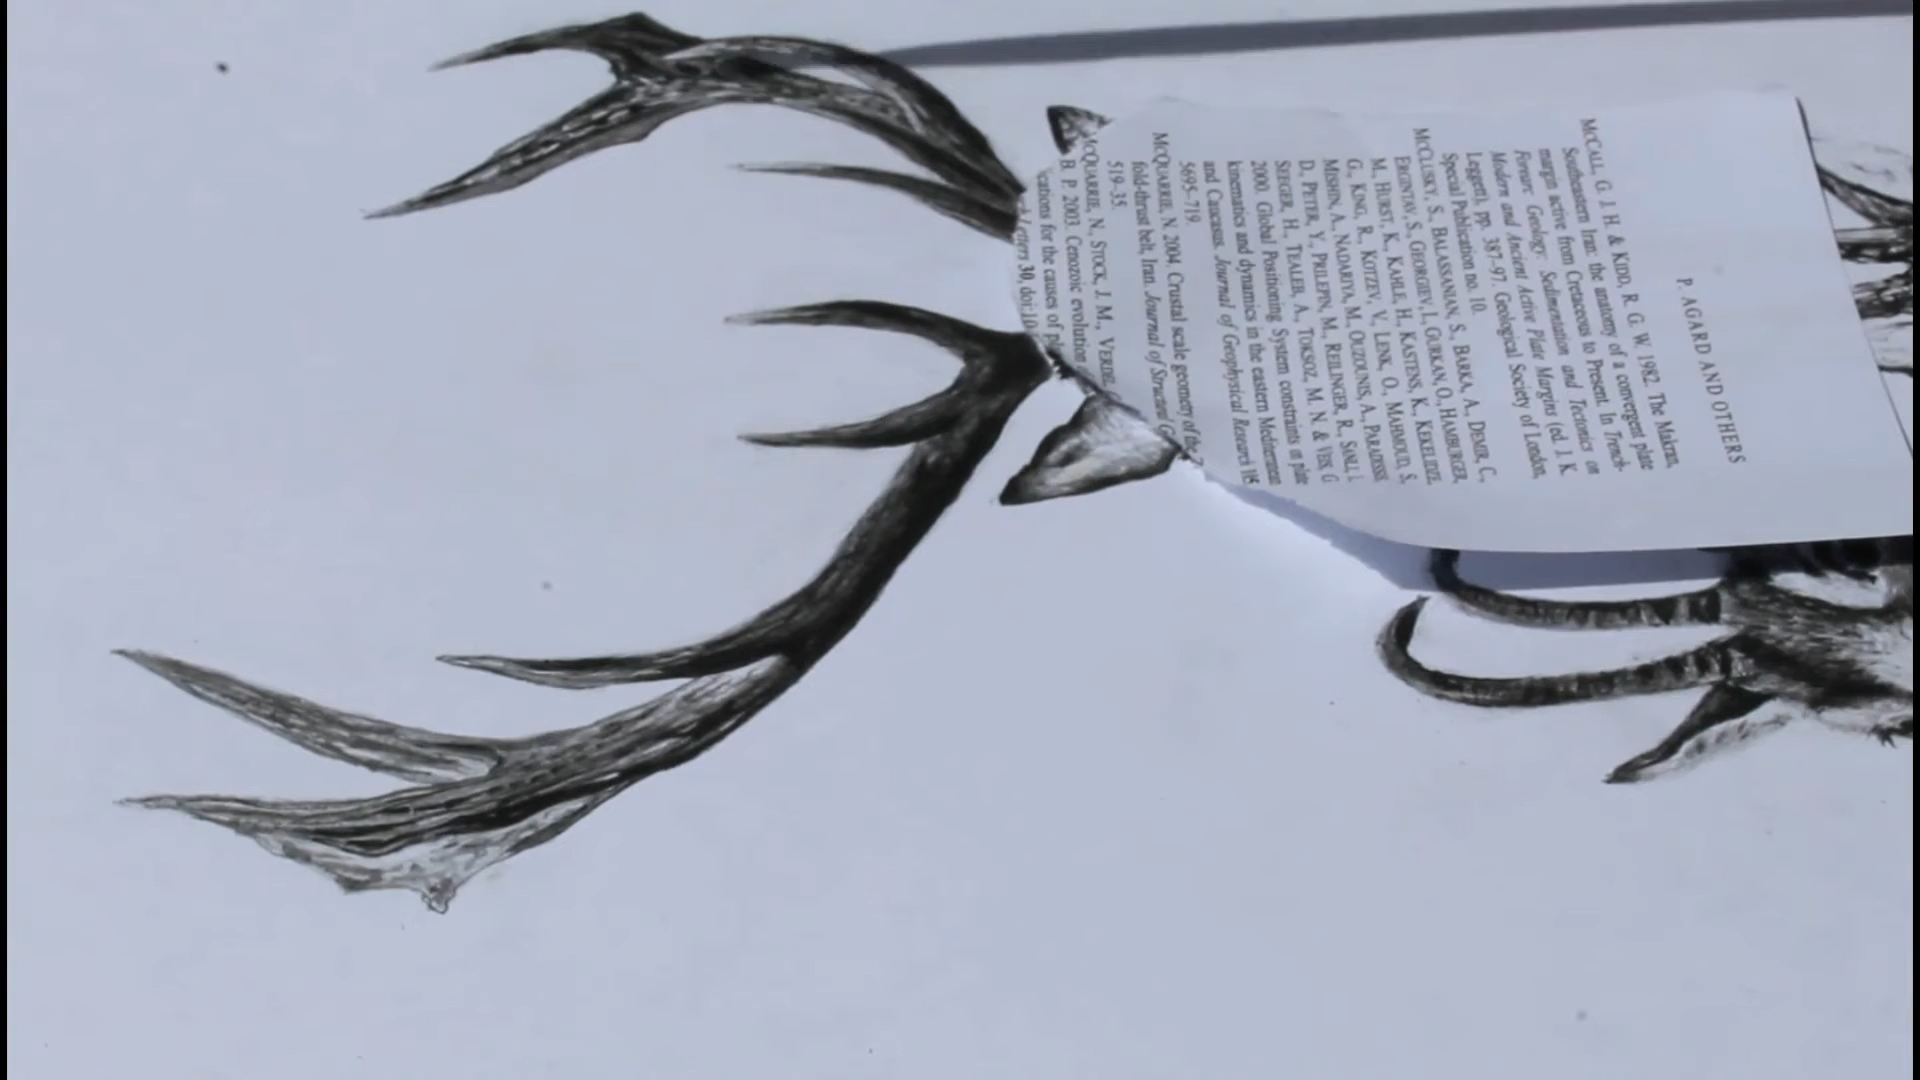 P. AGARD AND OTHERS
MCCALL, G. J. H. & KIDD, R. G. W. 1982. The Makran,
Southeastern Iran: the anatomy of a convergent plate
margin active from Cretaceous to Present. In Trench-
Forearc Geology: Sedimentation and Tectonics on
Modern and Ancient Active Plate Margins (ed. J. K.
Leggett), pp. 387–97. Geological Society of London,
Special Publication no. 10.
MCCLUSKY, S., BALASSANIAN, S., BARKA, A., DEMIR, C.,
ERGINTAV, S., GEORGIEV, I., GURKAN, O., HAMBURGER,
M., HURST, K., KAHLE, H., KASTENS, K., KEKELIDZE,
G., KING, R., KOTZEV, V., LENK, O., MAHMOUD, S.,
MISHIN, A., NADARIYA, M., OUZOUNIS, A., PARADISSIS
D., PETER, Y., PRILEPIN, M., REILINGER, R., SANLI, I.
SEEGER, H., TEALEB, A., TOKSOZ, M. N. & VEIS, G
2000. Global Positioning System constraints on plate
kinematics and dynamics in the eastern Mediterranean
and Caucasus. Journal of Geophysical Research 105
5695–719.
MCQUARRIE, N. 2004. Crustal scale geometry of the Z
fold-thrust belt, Iran. Journal of Structural G
519–35.
MCQUARRIE, N., STOCK, J. M., VERDEL
B. P. 2003. Cenozoic evolution
ications for the causes of pl
Letters 30, doi:10